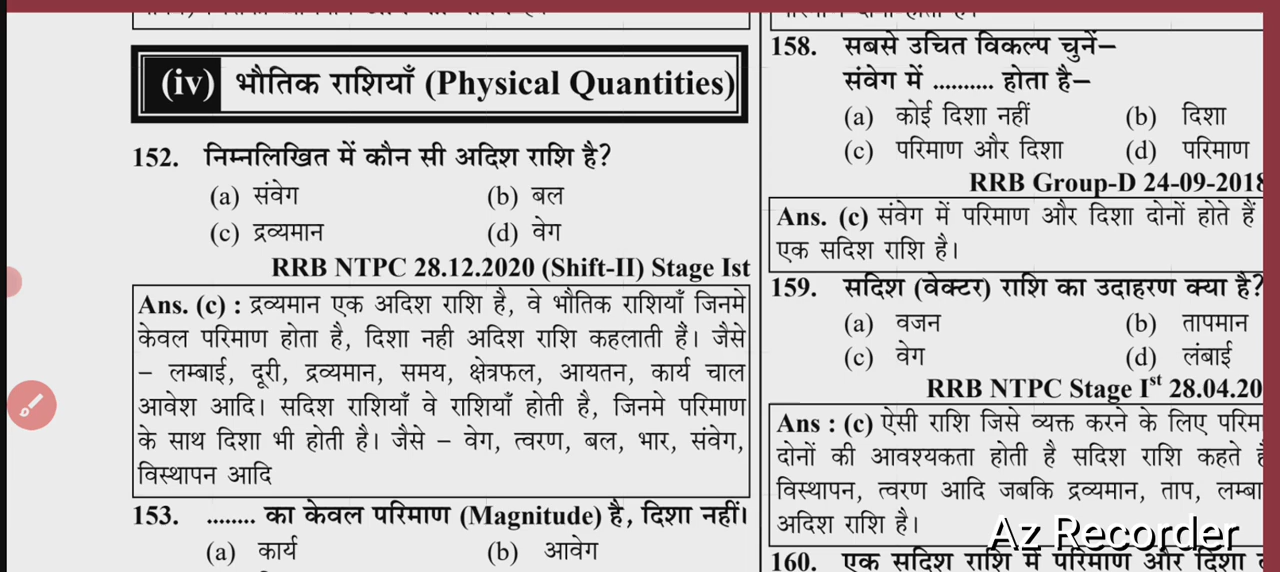 (iv) भौतिक राशियाँ (Physical Quantities)
152. निम्नलिखित में कौन सी अदिश राशि है?
(a) संवेग (b) बल
(c) द्रव्यमान (d) वेग
RRB NTPC 28.12.2020 (Shift-II) Stage Ist
Ans. (c) : द्रव्यमान एक अदिश राशि है, वे भौतिक राशियाँ जिनमे
केवल परिमाण होता है, दिशा नही अदिश राशि कहलाती हैं। जैसे
– लम्बाई, दूरी, द्रव्यमान, समय, क्षेत्रफल, आयतन, कार्य चाल
आवेश आदि। सदिश राशियाँ वे राशियाँ होती है, जिनमे परिमाण
के साथ दिशा भी होती है। जैसे – वेग, त्वरण, बल, भार, संवेग,
विस्थापन आदि
153. ........ का केवल परिमाण (Magnitude) है, दिशा नहीं।
(a) कार्य (b) आवेग
158. सबसे उचित विकल्प चुनें–
संवेग में .......... होता है–
(a) कोई दिशा नहीं (b) दिशा
(c) परिमाण और दिशा (d) परिमाण
RRB Group-D 24-09-2018
Ans. (c) संवेग में परिमाण और दिशा दोनों होते हैं
एक सदिश राशि है।
159. सदिश (वेक्टर) राशि का उदाहरण क्या है?
(a) वजन (b) तापमान
(c) वेग (d) लंबाई
RRB NTPC Stage Ist 28.04.20
Ans : (c) ऐसी राशि जिसे व्यक्त करने के लिए
दोनों की आवश्यकता होती है सदिश राशि कहते
विस्थापन, त्वरण आदि जबकि द्रव्यमान, ताप,
अदिश राशि है।
160. एक सदिश राशि में परिमाण और दिशा
Az Recorder